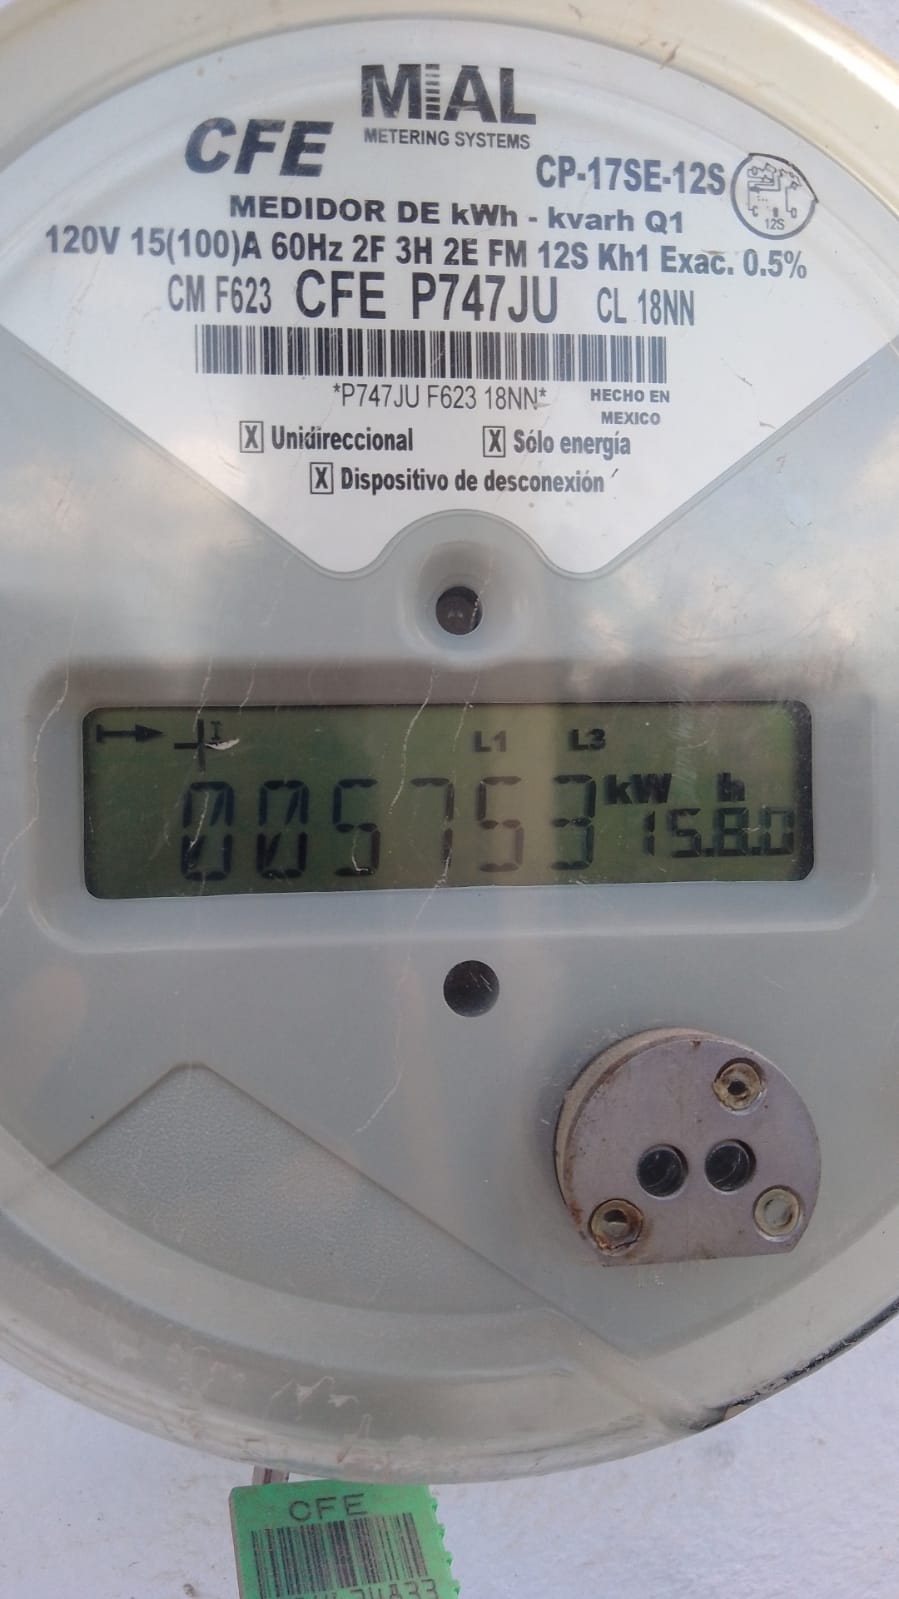 MIAL
METERING SYSTEMS
CFE
CP-17SE-12S
12S
MEDIDOR DE kWh - kvarh Q1
120V 15(100)A 60Hz 2F 3H 2E FM 12S Kh1 Exac. 0.5%
CM F623 CFE P747JU CL 18NN
*P747JU F623 18NN*
HECHO EN
MEXICO
X Unidireccional X Sólo energía
X Dispositivo de desconexión
L1 L3
005753 kW h 15.8.0
CFE